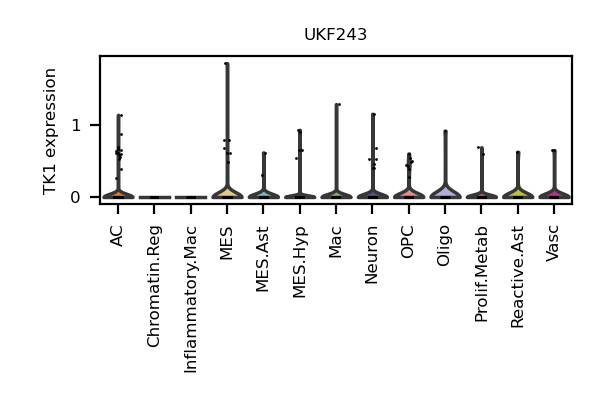 UKF243
TK1 expression
1
0
AC
Chromatin.Reg
Inflammatory.Mac
MES
MES.Ast
MES.Hyp
Mac
Neuron
OPC
Oligo
Prolif.Metab
Reactive.Ast
Vasc